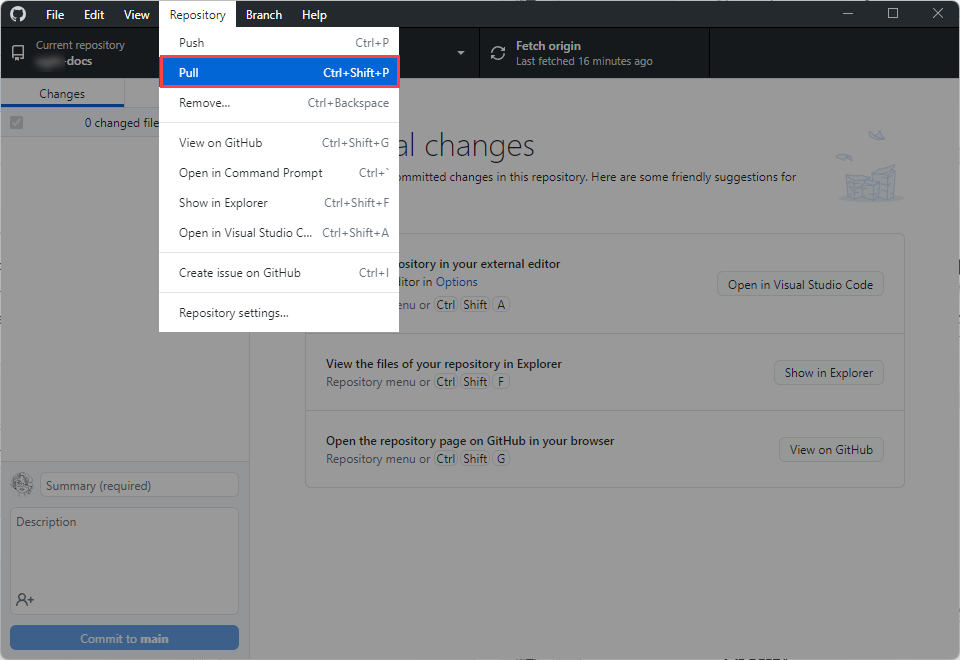 File Edit View Repository Branch Help
Current repository
-docs
Fetch origin
Last fetched 16 minutes ago
Push Ctrl+P
Pull Ctrl+Shift+P
Remove... Ctrl+Backspace
View on GitHub Ctrl+Shift+G
Open in Command Prompt Ctrl+`
Show in Explorer Ctrl+Shift+F
Open in Visual Studio C... Ctrl+Shift+A
Create issue on GitHub Ctrl+I
Repository settings...
Changes
0 changed file
al changes
ommitted changes in this repository. Here are some friendly suggestions for
ository in your external editor
itor in Options
enu or Ctrl Shift A
Open in Visual Studio Code
View the files of your repository in Explorer
Repository menu or Ctrl Shift F
Show in Explorer
Open the repository page on GitHub in your browser
Repository menu or Ctrl Shift G
View on GitHub
Summary (required)
Description
Commit to main